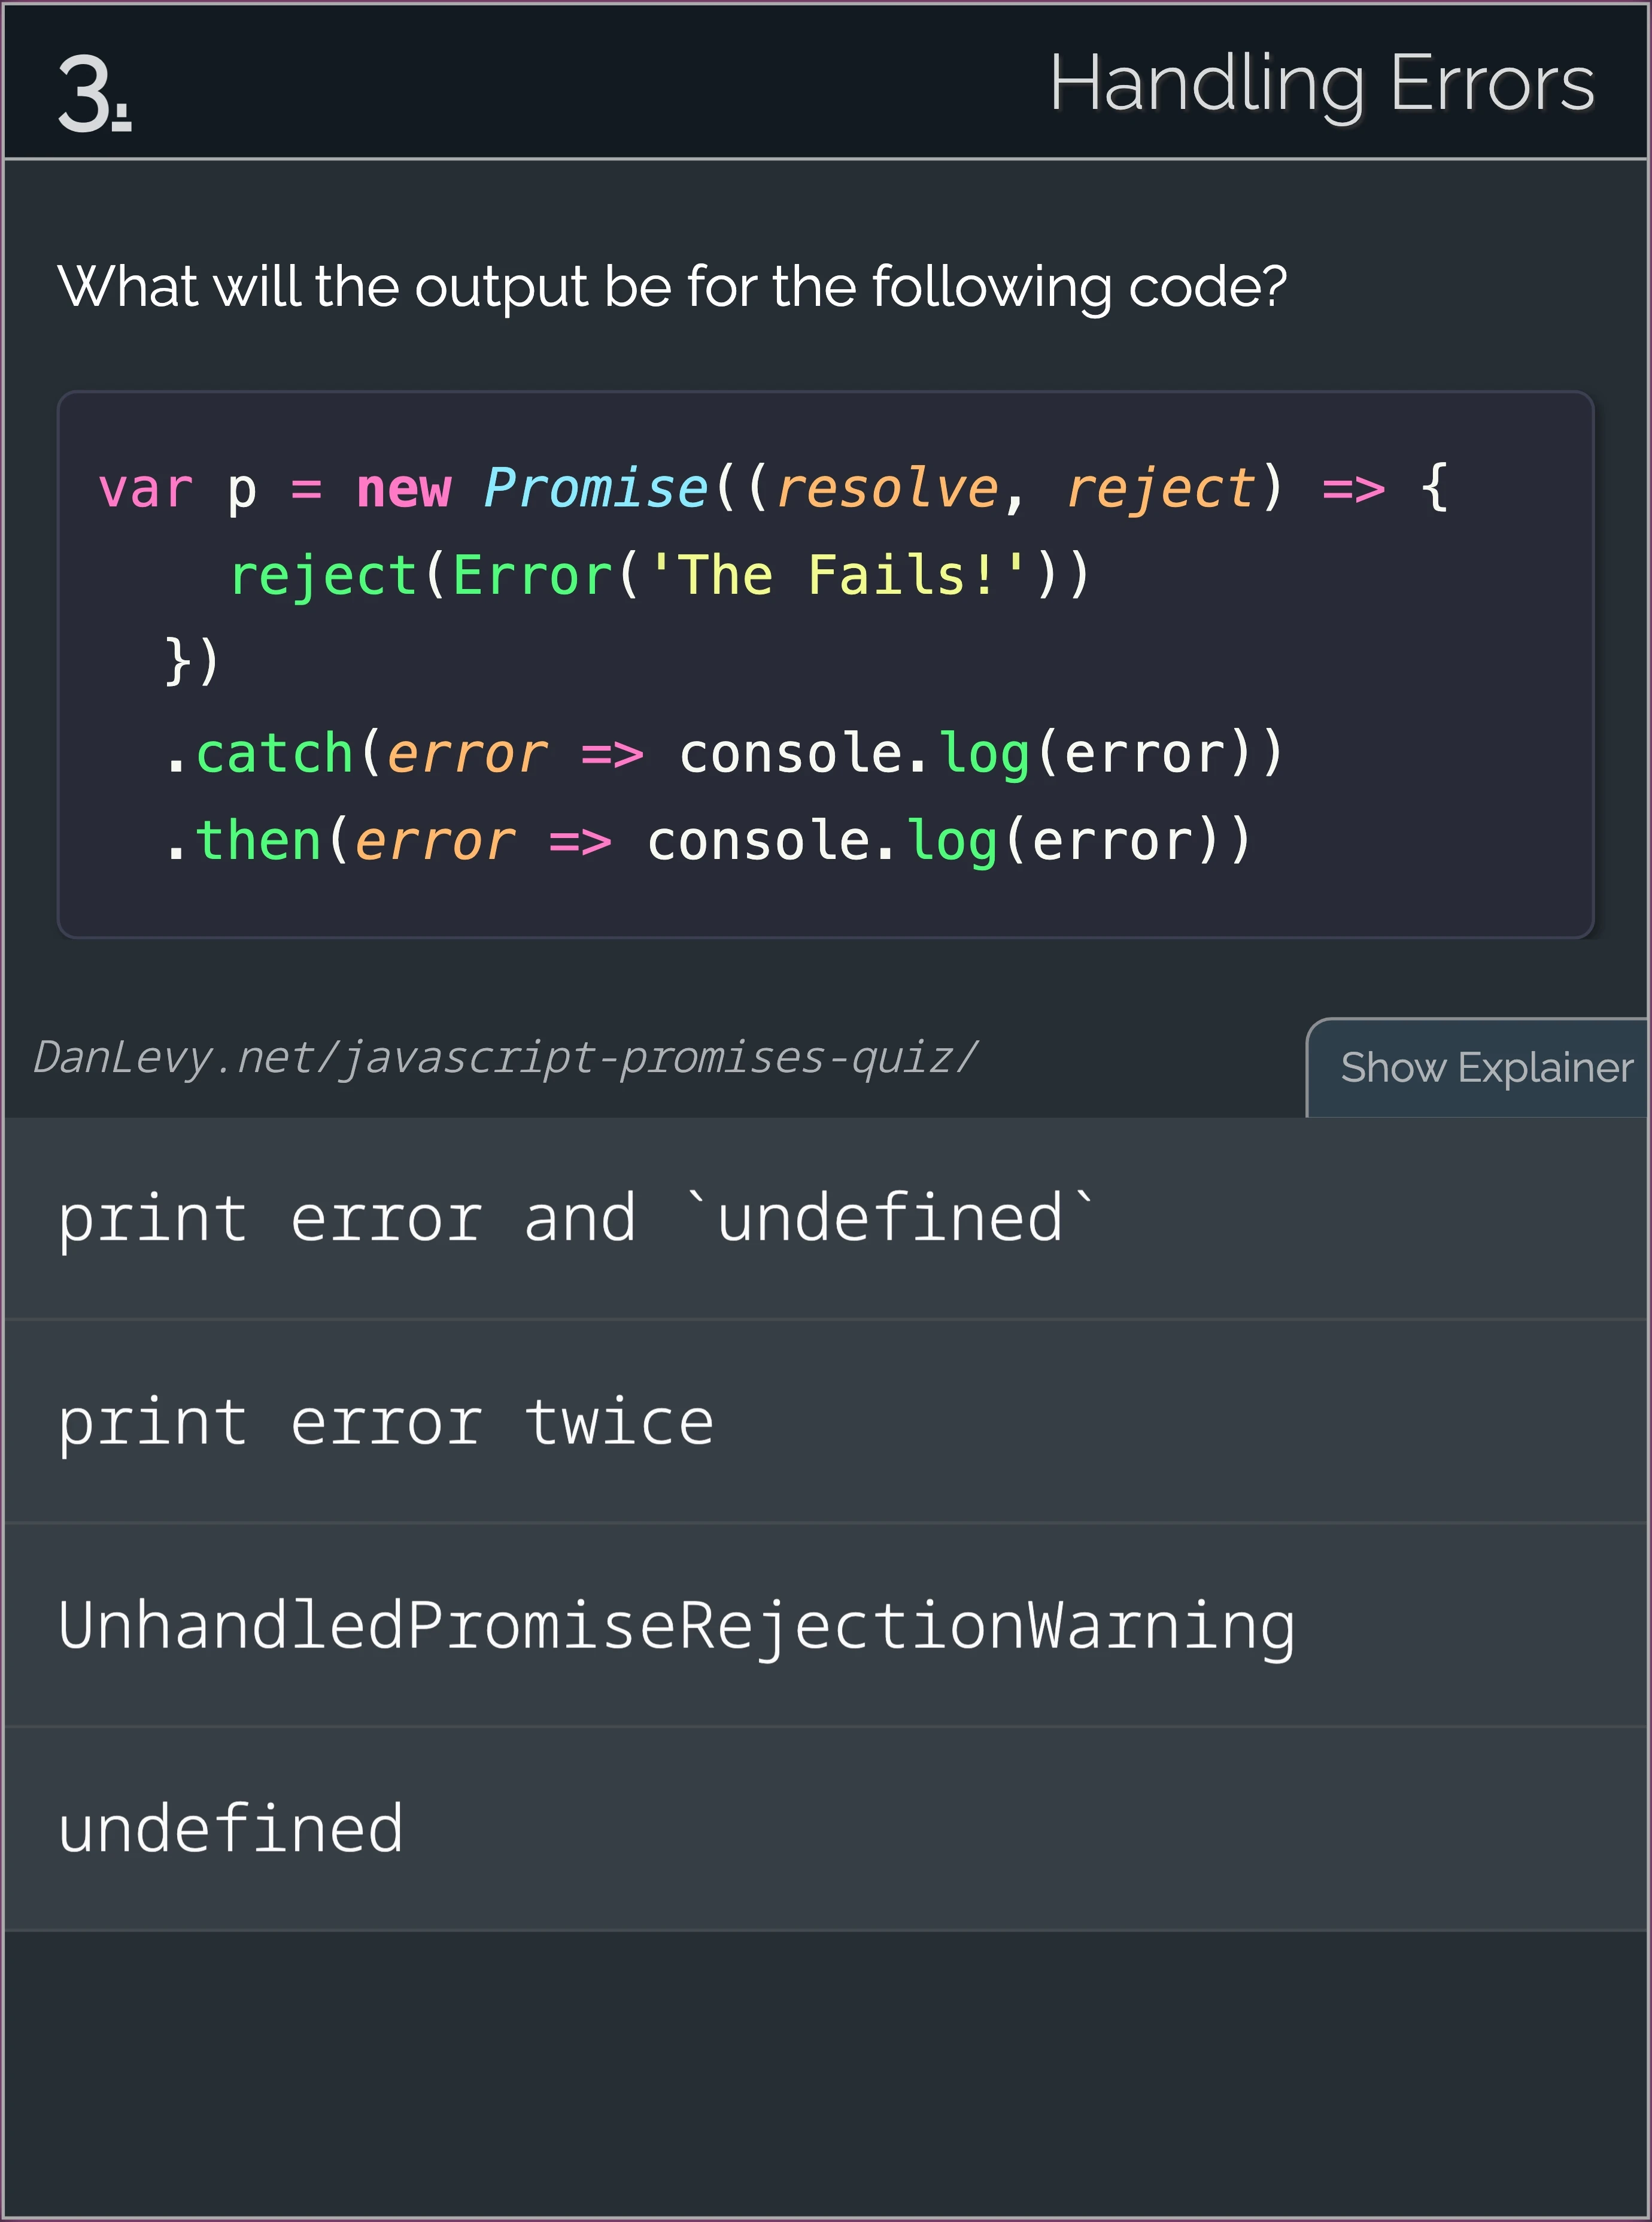 3.
Handling Errors
What will the output be for the following code?
var p = new Promise((resolve, reject) => {
    reject(Error('The Fails!'))
  })
  .catch(error => console.log(error))
  .then(error => console.log(error))
DanLevy.net/javascript-promises-quiz/
Show Explainer
print error and `undefined`
print error twice
UnhandledPromiseRejectionWarning
undefined